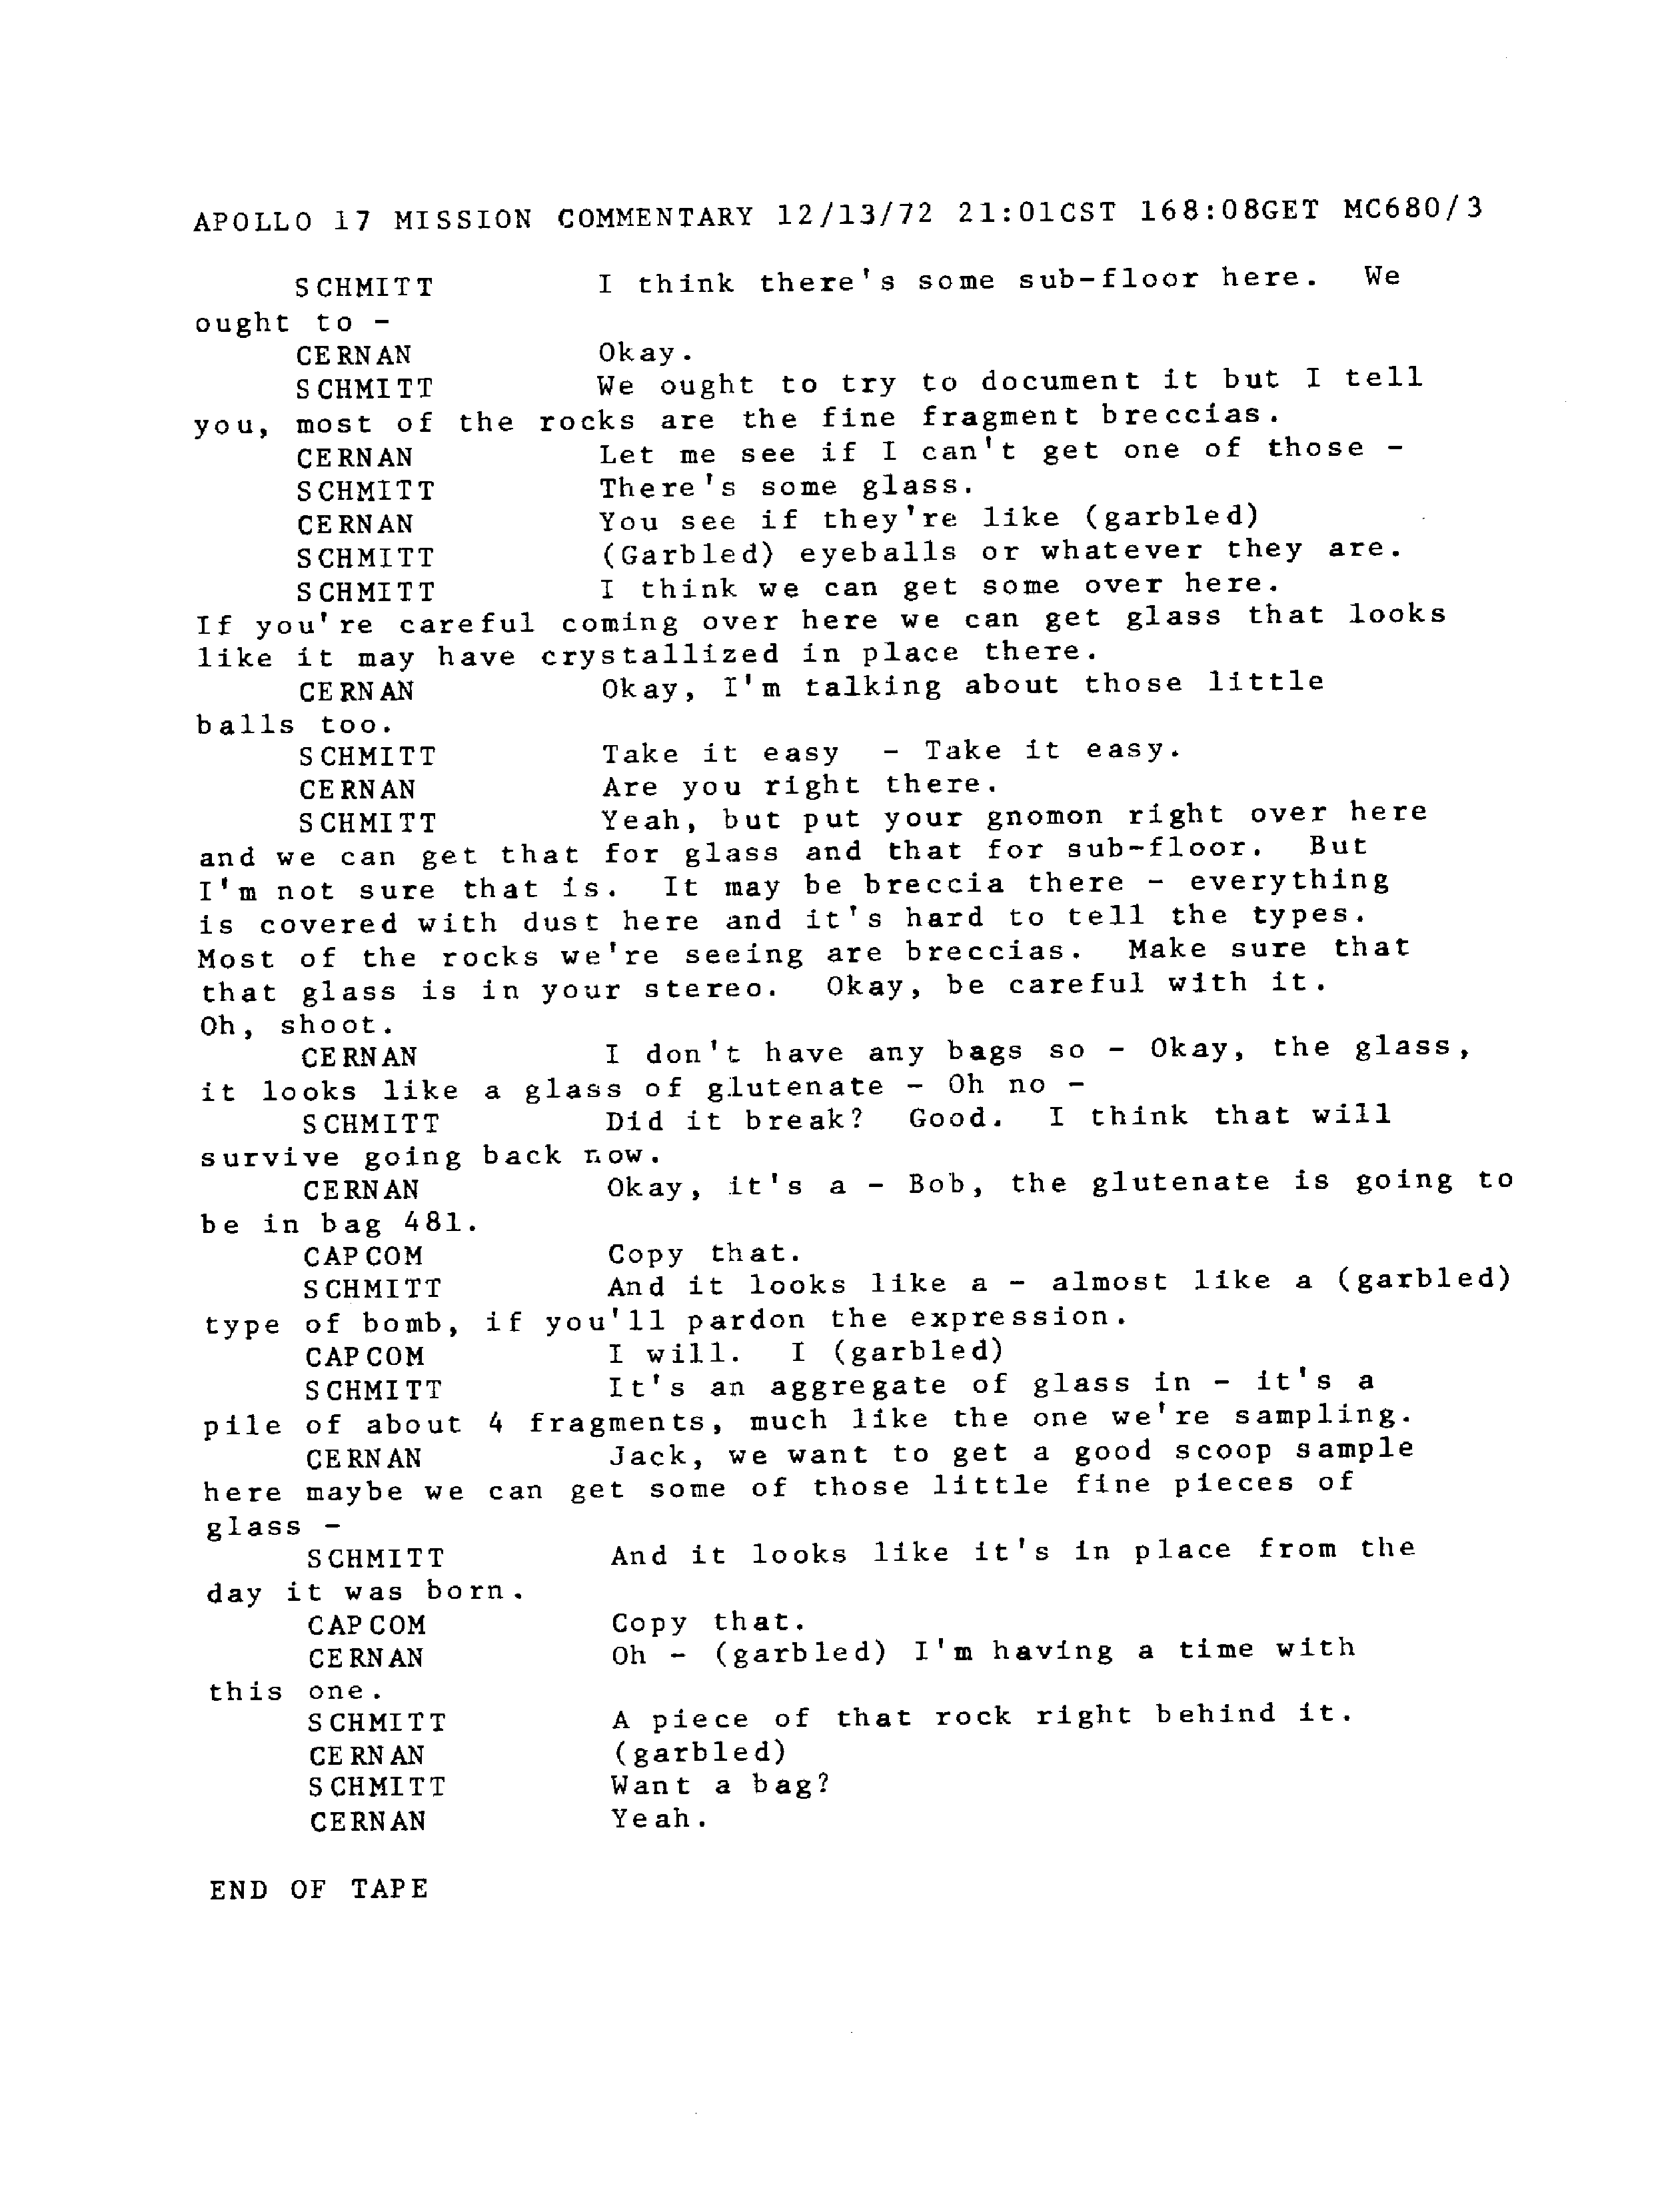 APOLLO 17 MISSION COMMENTARY 12/13/72 21:01CST 168:08GET MC680/3
SCHMITT I think there's some sub-floor here. We
ought to -
CERNAN Okay.
SCHMITT We ought to try to document it but I tell
you, most of the rocks are the fine fragment breccias.
CERNAN Let me see if I can't get one of those -
SCHMITT There's some glass.
CERNAN You see if they're like (garbled)
SCHMITT (Garbled) eyeballs or whatever they are.
SCHMITT I think we can get some over here.
If you're careful coming over here we can get glass that looks
like it may have crystallized in place there.
CERNAN Okay, I'm talking about those little
balls too.
SCHMITT Take it easy - Take it easy.
CERNAN Are you right there.
SCHMITT Yeah, but put your gnomon right over here
and we can get that for glass and that for sub-floor. But
I'm not sure that is. It may be breccia there - everything
is covered with dust here and it's hard to tell the types.
Most of the rocks we're seeing are breccias. Make sure that
that glass is in your stereo. Okay, be careful with it.
Oh, shoot.
CERNAN I don't have any bags so - Okay, the glass,
it looks like a glass of glutenate - Oh no -
SCHMITT Did it break? Good. I think that will
survive going back now.
CERNAN Okay, it's a - Bob, the glutenate is going to
be in bag 481.
CAPCOM Copy that.
SCHMITT And it looks like a - almost like a (garbled)
type of bomb, if you'll pardon the expression.
CAPCOM I will. I (garbled)
SCHMITT It's an aggregate of glass in - it's a
pile of about 4 fragments, much like the one we're sampling.
CERNAN Jack, we want to get a good scoop sample
here maybe we can get some of those little fine pieces of
glass -
SCHMITT And it looks like it's in place from the
day it was born.
CAPCOM Copy that.
CERNAN Oh - (garbled) I'm having a time with
this one.
SCHMITT A piece of that rock right behind it.
CERNAN (garbled)
SCHMITT Want a bag?
CERNAN Yeah.
END OF TAPE